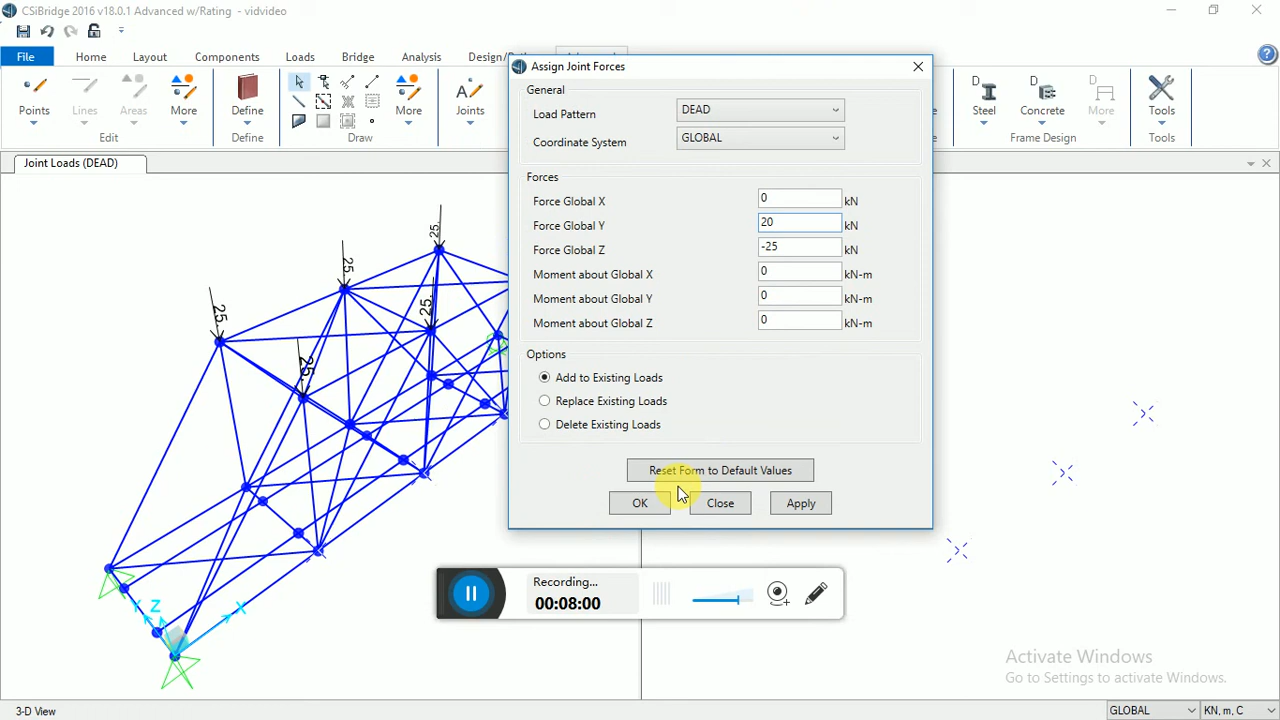 CSiBridge 2016 v18.0.1 Advanced w/Rating - vidvideo
File Home Layout Components Loads Bridge Analysis
Points Lines Areas More Define More Joints Steel Concrete More Tools
Edit Define Draw Frame Design Tools
Joint Loads (DEAD)
Assign Joint Forces
General
Load Pattern DEAD
Coordinate System GLOBAL
Forces
Force Global X 0 kN
Force Global Y 20 kN
Force Global Z -25 kN
Moment about Global X 0 kN-m
Moment about Global Y 0 kN-m
Moment about Global Z 0 kN-m
Options
Add to Existing Loads
Replace Existing Loads
Delete Existing Loads
Reset Form to Default Values
OK Close Apply
25.
25.
25.
25.
25.
Y Z X
Recording...
00:08:00
Activate Windows
Go to Settings to activate Windows.
3-D View GLOBAL KN, m, C